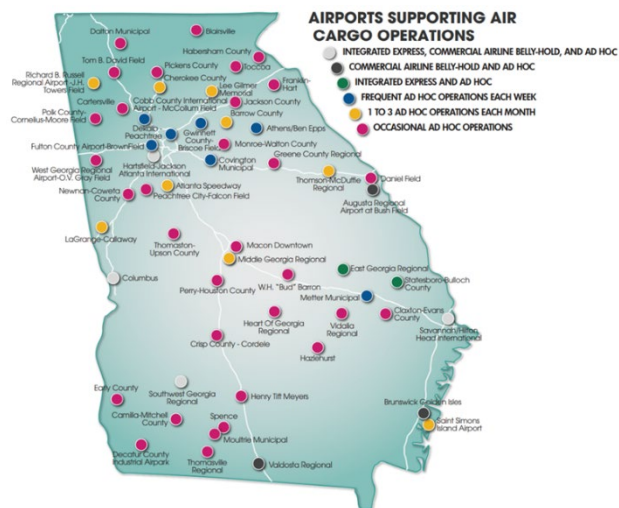 AIRPORTS SUPPORTING AIR
CARGO OPERATIONS
INTEGRATED EXPRESS, COMMERCIAL AIRLINE BELLY-HOLD, AND AD HOC
COMMERCIAL AIRLINE BELLY-HOLD AND AD HOC
INTEGRATED EXPRESS AND AD HOC
FREQUENT AD HOC OPERATIONS EACH WEEK
1 TO 3 AD HOC OPERATIONS EACH MONTH
OCCASIONAL AD HOC OPERATIONS
Dalton Municipal
Blairsville
Habersham County
Tom B. David Field
Pickens County
Toccoa
Richard B. Russell
Regional Airport -J.H.
Towers Field
Cherokee County
Lee Gilmer
Memorial
Franklin-
Hart
Cartersville
Cobb County International
Airport - McCollum Field
Jackson County
Polk County-
Cornelius-Moore Field
Barrow County
Dekalb
Peachtree
Gwinnett
County-
Briscoe Field
Athens/Ben Epps
Fulton County Airport-BrownField
Monroe-Walton County
West Georgia Regional
Airport-O.V. Gray Field
Hartsfield-Jackson
Atlanta International
Covington
Municipal
Greene County Regional
Newnan-Coweta
County
Atlanta Speedway
Peachtree City-Falcon Field
Thomson-McDuffie
Regional
Daniel Field
Augusta Regional
Airport at Bush Field
LaGrange-Callaway
Thomaston-
Upson County
Macon Downtown
Middle Georgia Regional
Columbus
Perry-Houston County
W.H. "Bud" Barron
East Georgia Regional
Statesboro-Bulloch
County
Metter Municipal
Heart Of Georgia
Regional
Vidalia
Regional
Claxton-Evans
County
Savannah/Hilton
Head International
Crisp County - Cordele
Hazlehurst
Early County
Southwest Georgia
Regional
Henry Tift Meyers
Camilla-Mitchell
County
Spence
Moultrie Municipal
Brunswick Golden Isles
Saint Simons
Island Airport
Decatur County
Industrial Airpark
Thomasville
Regional
Valdosta Regional